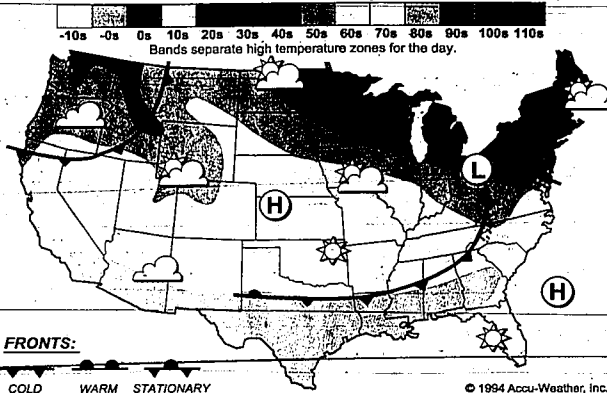 -10s -0s 0s 10s 20s 30s 40s 50s 60s 70s 80s 90s 100s 110s
Bands separate high temperature zones for the day.
L
H
H
FRONTS:
COLD WARM STATIONARY
© 1994 Accu-Weather, Inc.